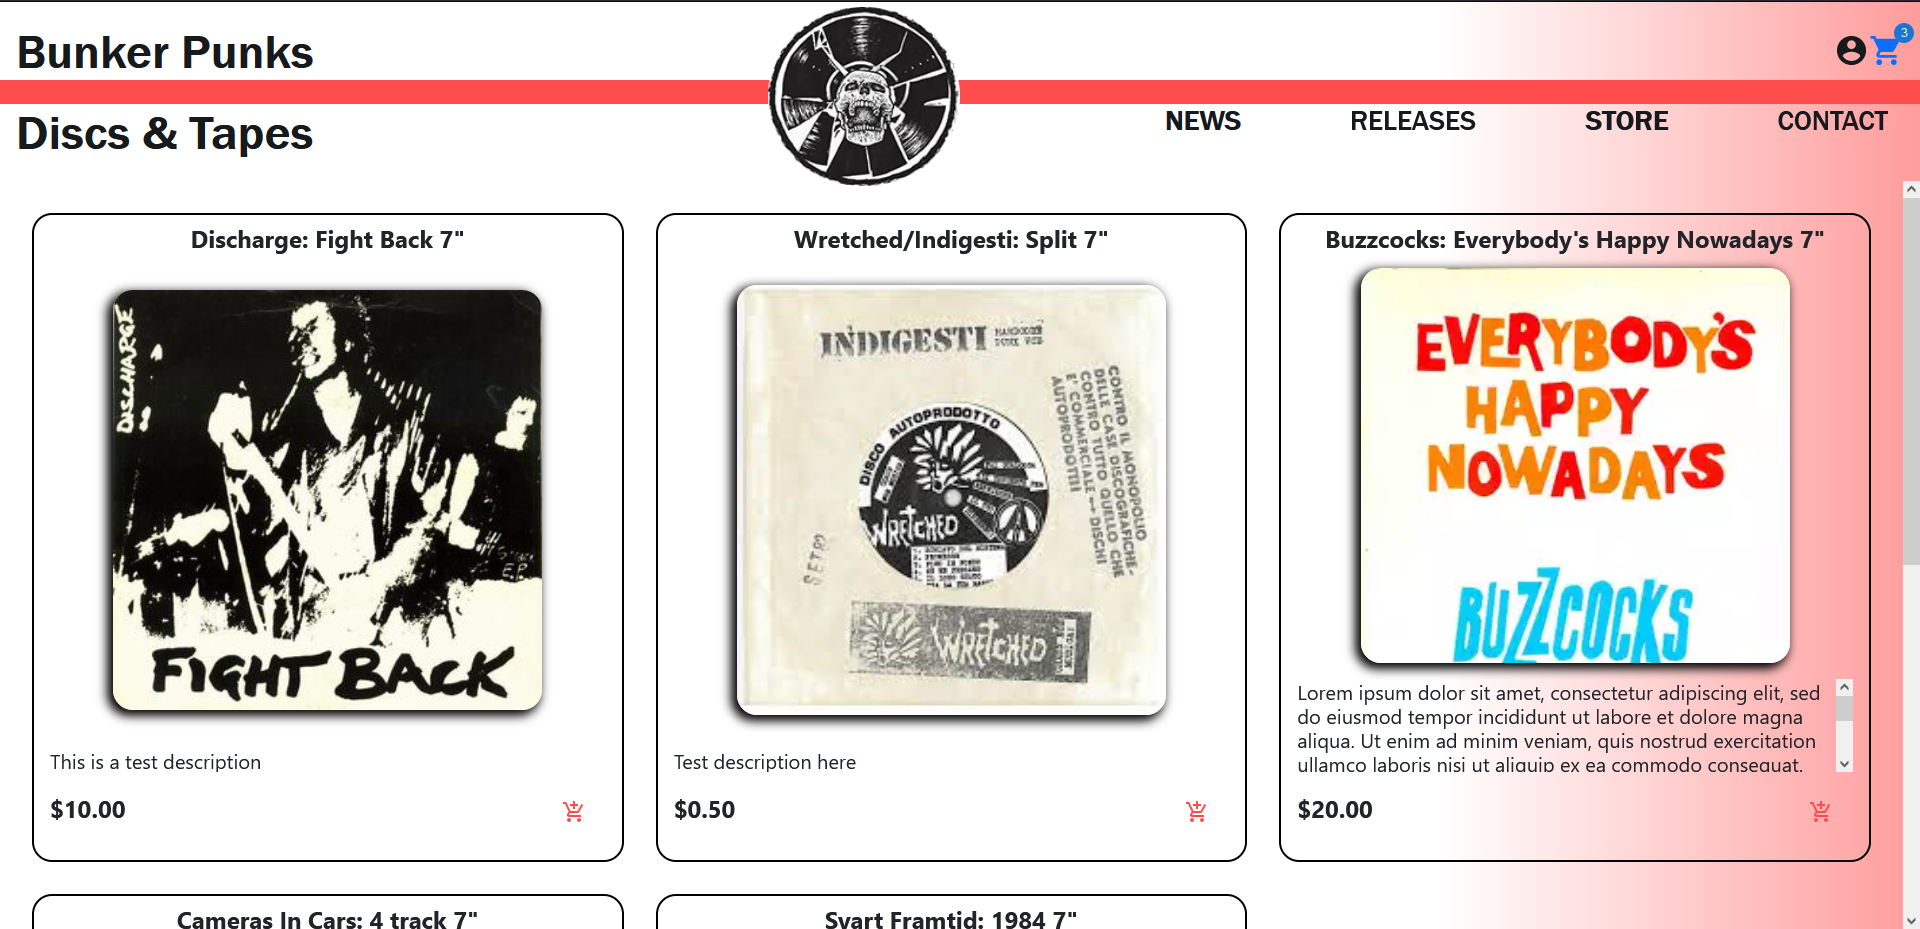 Bunker Punks
3
Discs & Tapes
NEWS
RELEASES
STORE
CONTACT
Discharge: Fight Back 7"
DISCHARGE
E.P.
FIGHT BACK
This is a test description
$10.00
Wretched/Indigesti: Split 7"
INDIGESTI
CONTRO IL MONOPOLIO
DELLE CASE DISCOGRAFICHE-
CONTRO TUTTO QUELLO CHE
E' COMMERCIALE DISCHI
AUTOPRODOTTI!
DISCO AUTOPRODOTTO
WRETCHED
WRETCHED
Test description here
$0.50
Buzzcocks: Everybody's Happy Nowadays 7"
EVERYBODY'S
HAPPY
NOWADAYS
BUZZCOCKS
Lorem ipsum dolor sit amet, consectetur adipiscing elit, sed
do eiusmod tempor incididunt ut labore et dolore magna
aliqua. Ut enim ad minim veniam, quis nostrud exercitation
ullamco laboris nisi ut aliquip ex ea commodo consequat.
$20.00
Cameras In Cars: 4 track 7"
Svart Framtid: 1984 7"